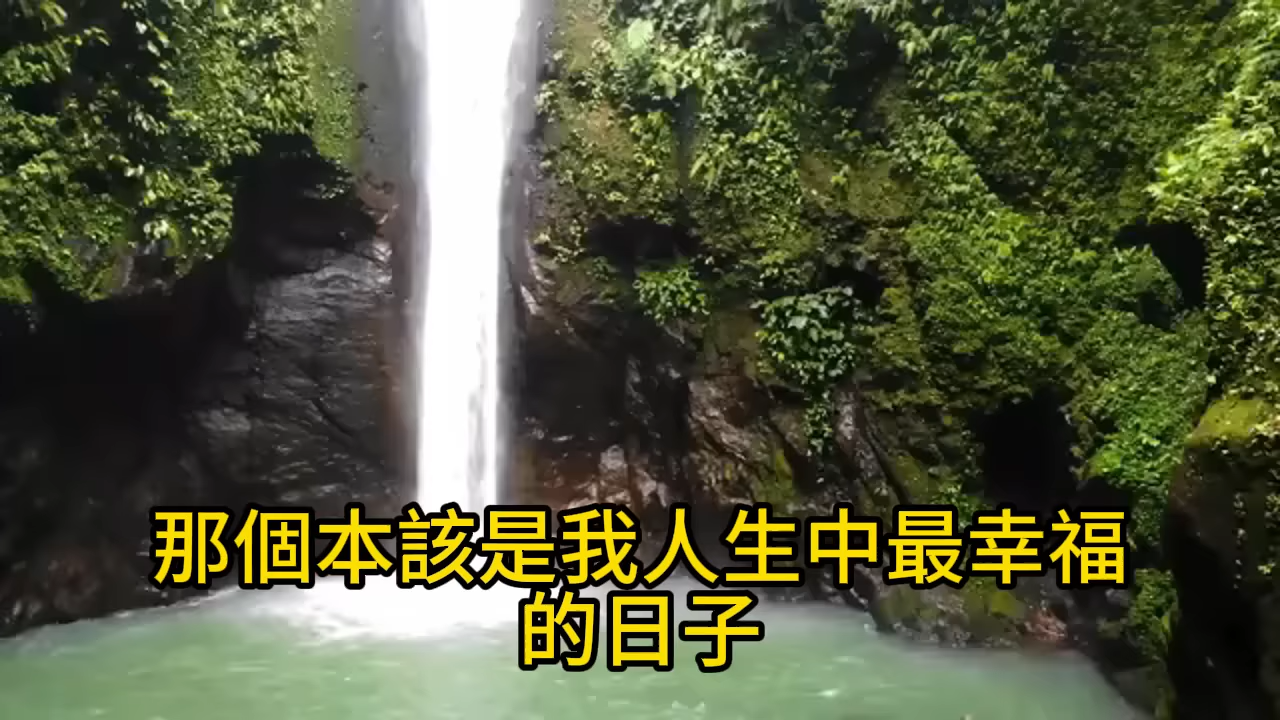 那個本該是我人生中最幸福
的日子